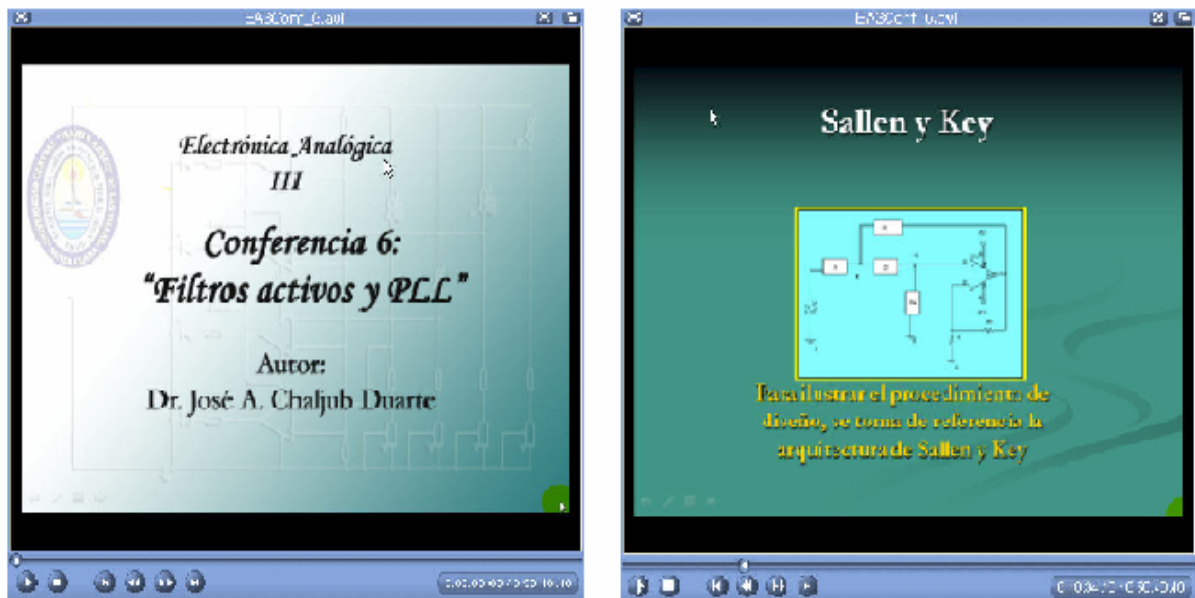 Electrónica Analógica
III
Conferencia 6:
“Filtros activos y PLL”
Autor:
Dr. José A. Chaljub Duarte
Sallen y Key
Para ilustrar el procedimiento de
diseño, se toma de referencia la
arquitectura de Sallen y Key